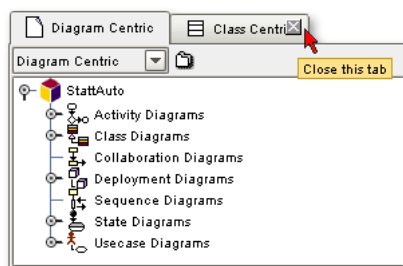 Diagram Centric
Class Centri
Diagram Centric
Close this tab
StattAuto
Activity Diagrams
Class Diagrams
Collaboration Diagrams
Deployment Diagrams
Sequence Diagrams
State Diagrams
Usecase Diagrams